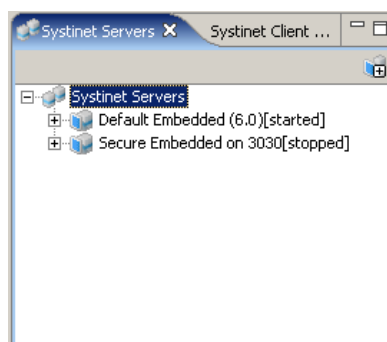 Systinet Servers Systinet Client ...
Systinet Servers
Default Embedded (6.0)[started]
Secure Embedded on 3030[stopped]